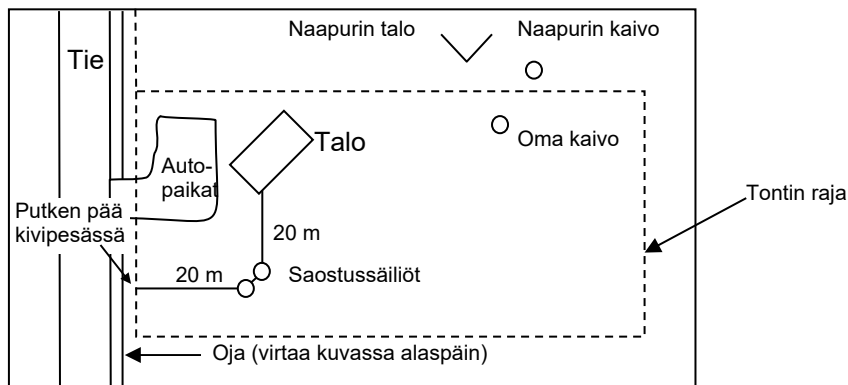 Naapurin talo
Naapurin kaivo
Tie
Oma kaivo
Talo
Auto-
paikat
Tontin raja
Putken pää
kivipesässä
20 m
20 m
Saostussäiliöt
Oja (virtaa kuvassa alaspäin)